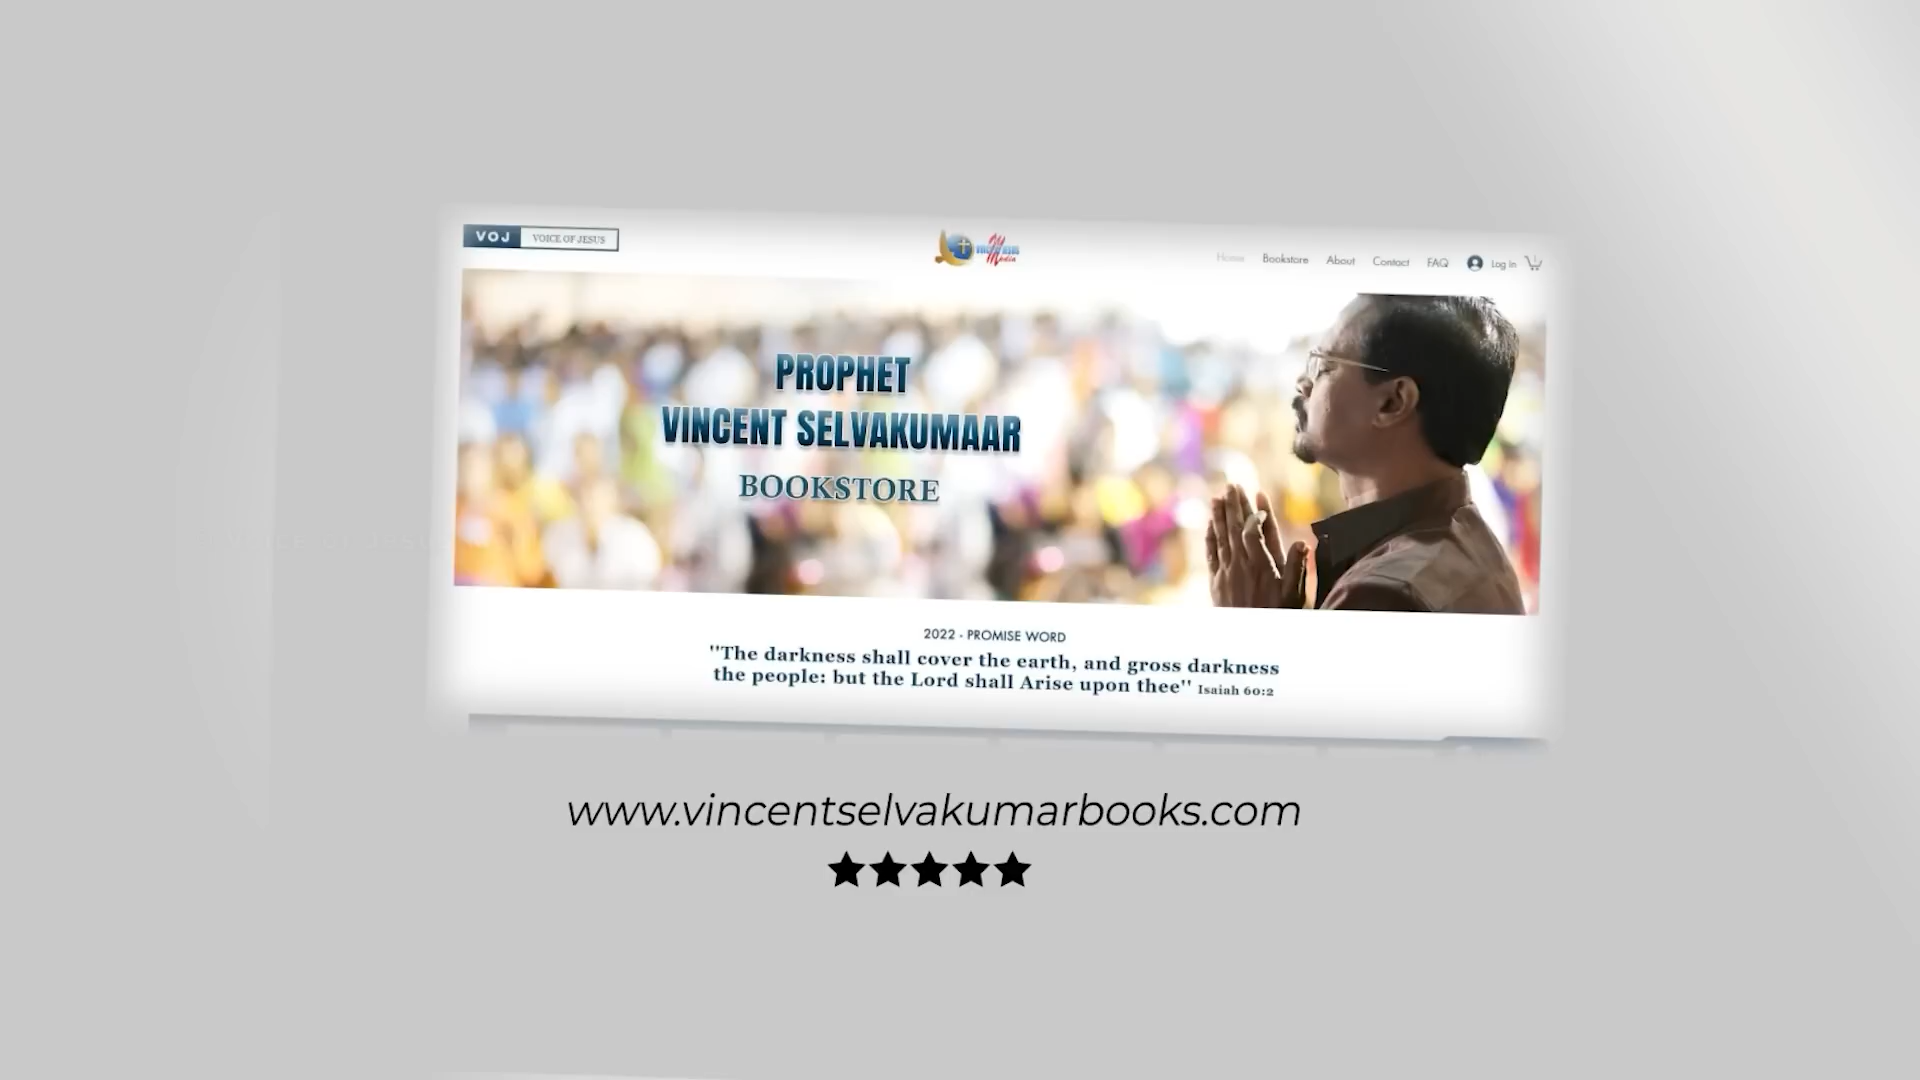 VOJ VOICE OF JESUS
Home Bookstore About Contact FAQ Log In
PROPHET
VINCENT SELVAKUMAAR
BOOKSTORE
2022 - PROMISE WORD
"The darkness shall cover the earth, and gross darkness
the people: but the Lord shall Arise upon thee" Isaiah 60:2
www.vincentselvakumarbooks.com